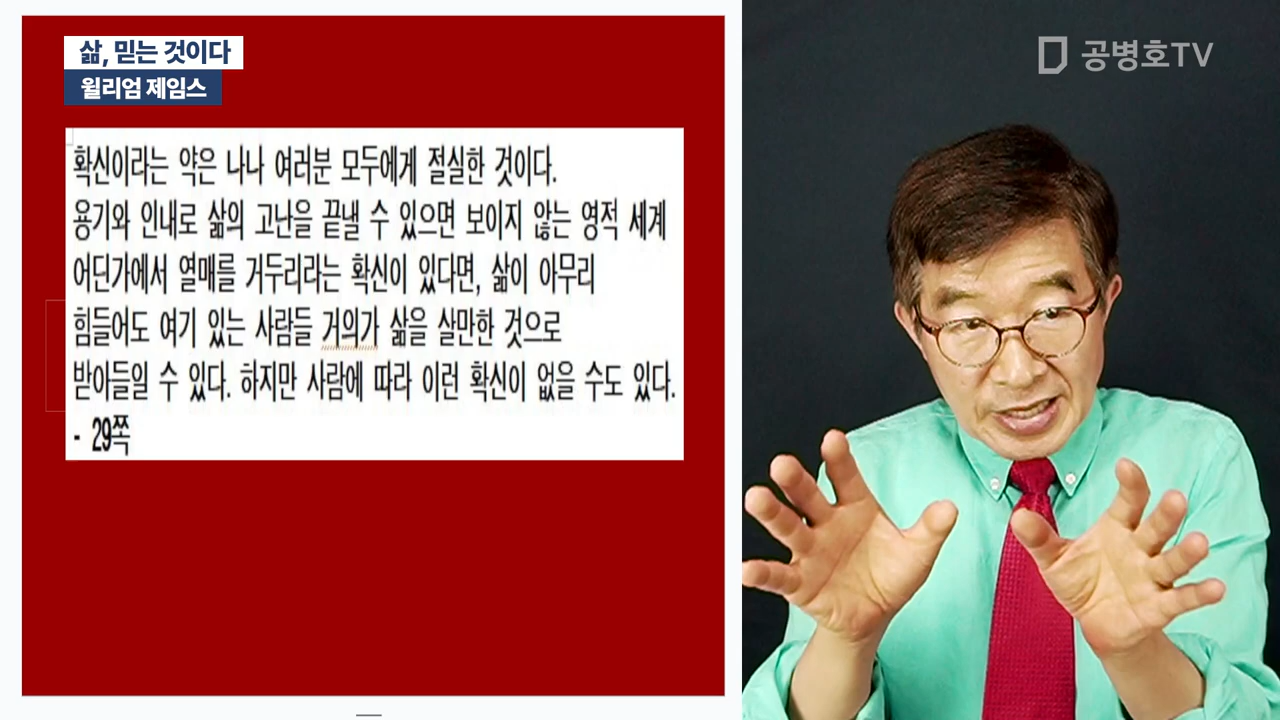 삶, 믿는 것이다
윌리엄 제임스
확신이라는 약은 나나 여러분 모두에게 절실한 것이다.
용기와 인내로 삶의 고난을 끝낼 수 있으면 보이지 않는 영적 세계
어딘가에서 열매를 거두리라는 확신이 있다면, 삶이 아무리
힘들어도 여기 있는 사람들 거의가 삶을 살만한 것으로
받아들일 수 있다. 하지만 사람에 따라 이런 확신이 없을 수도 있다.
- 29쪽
공병호TV